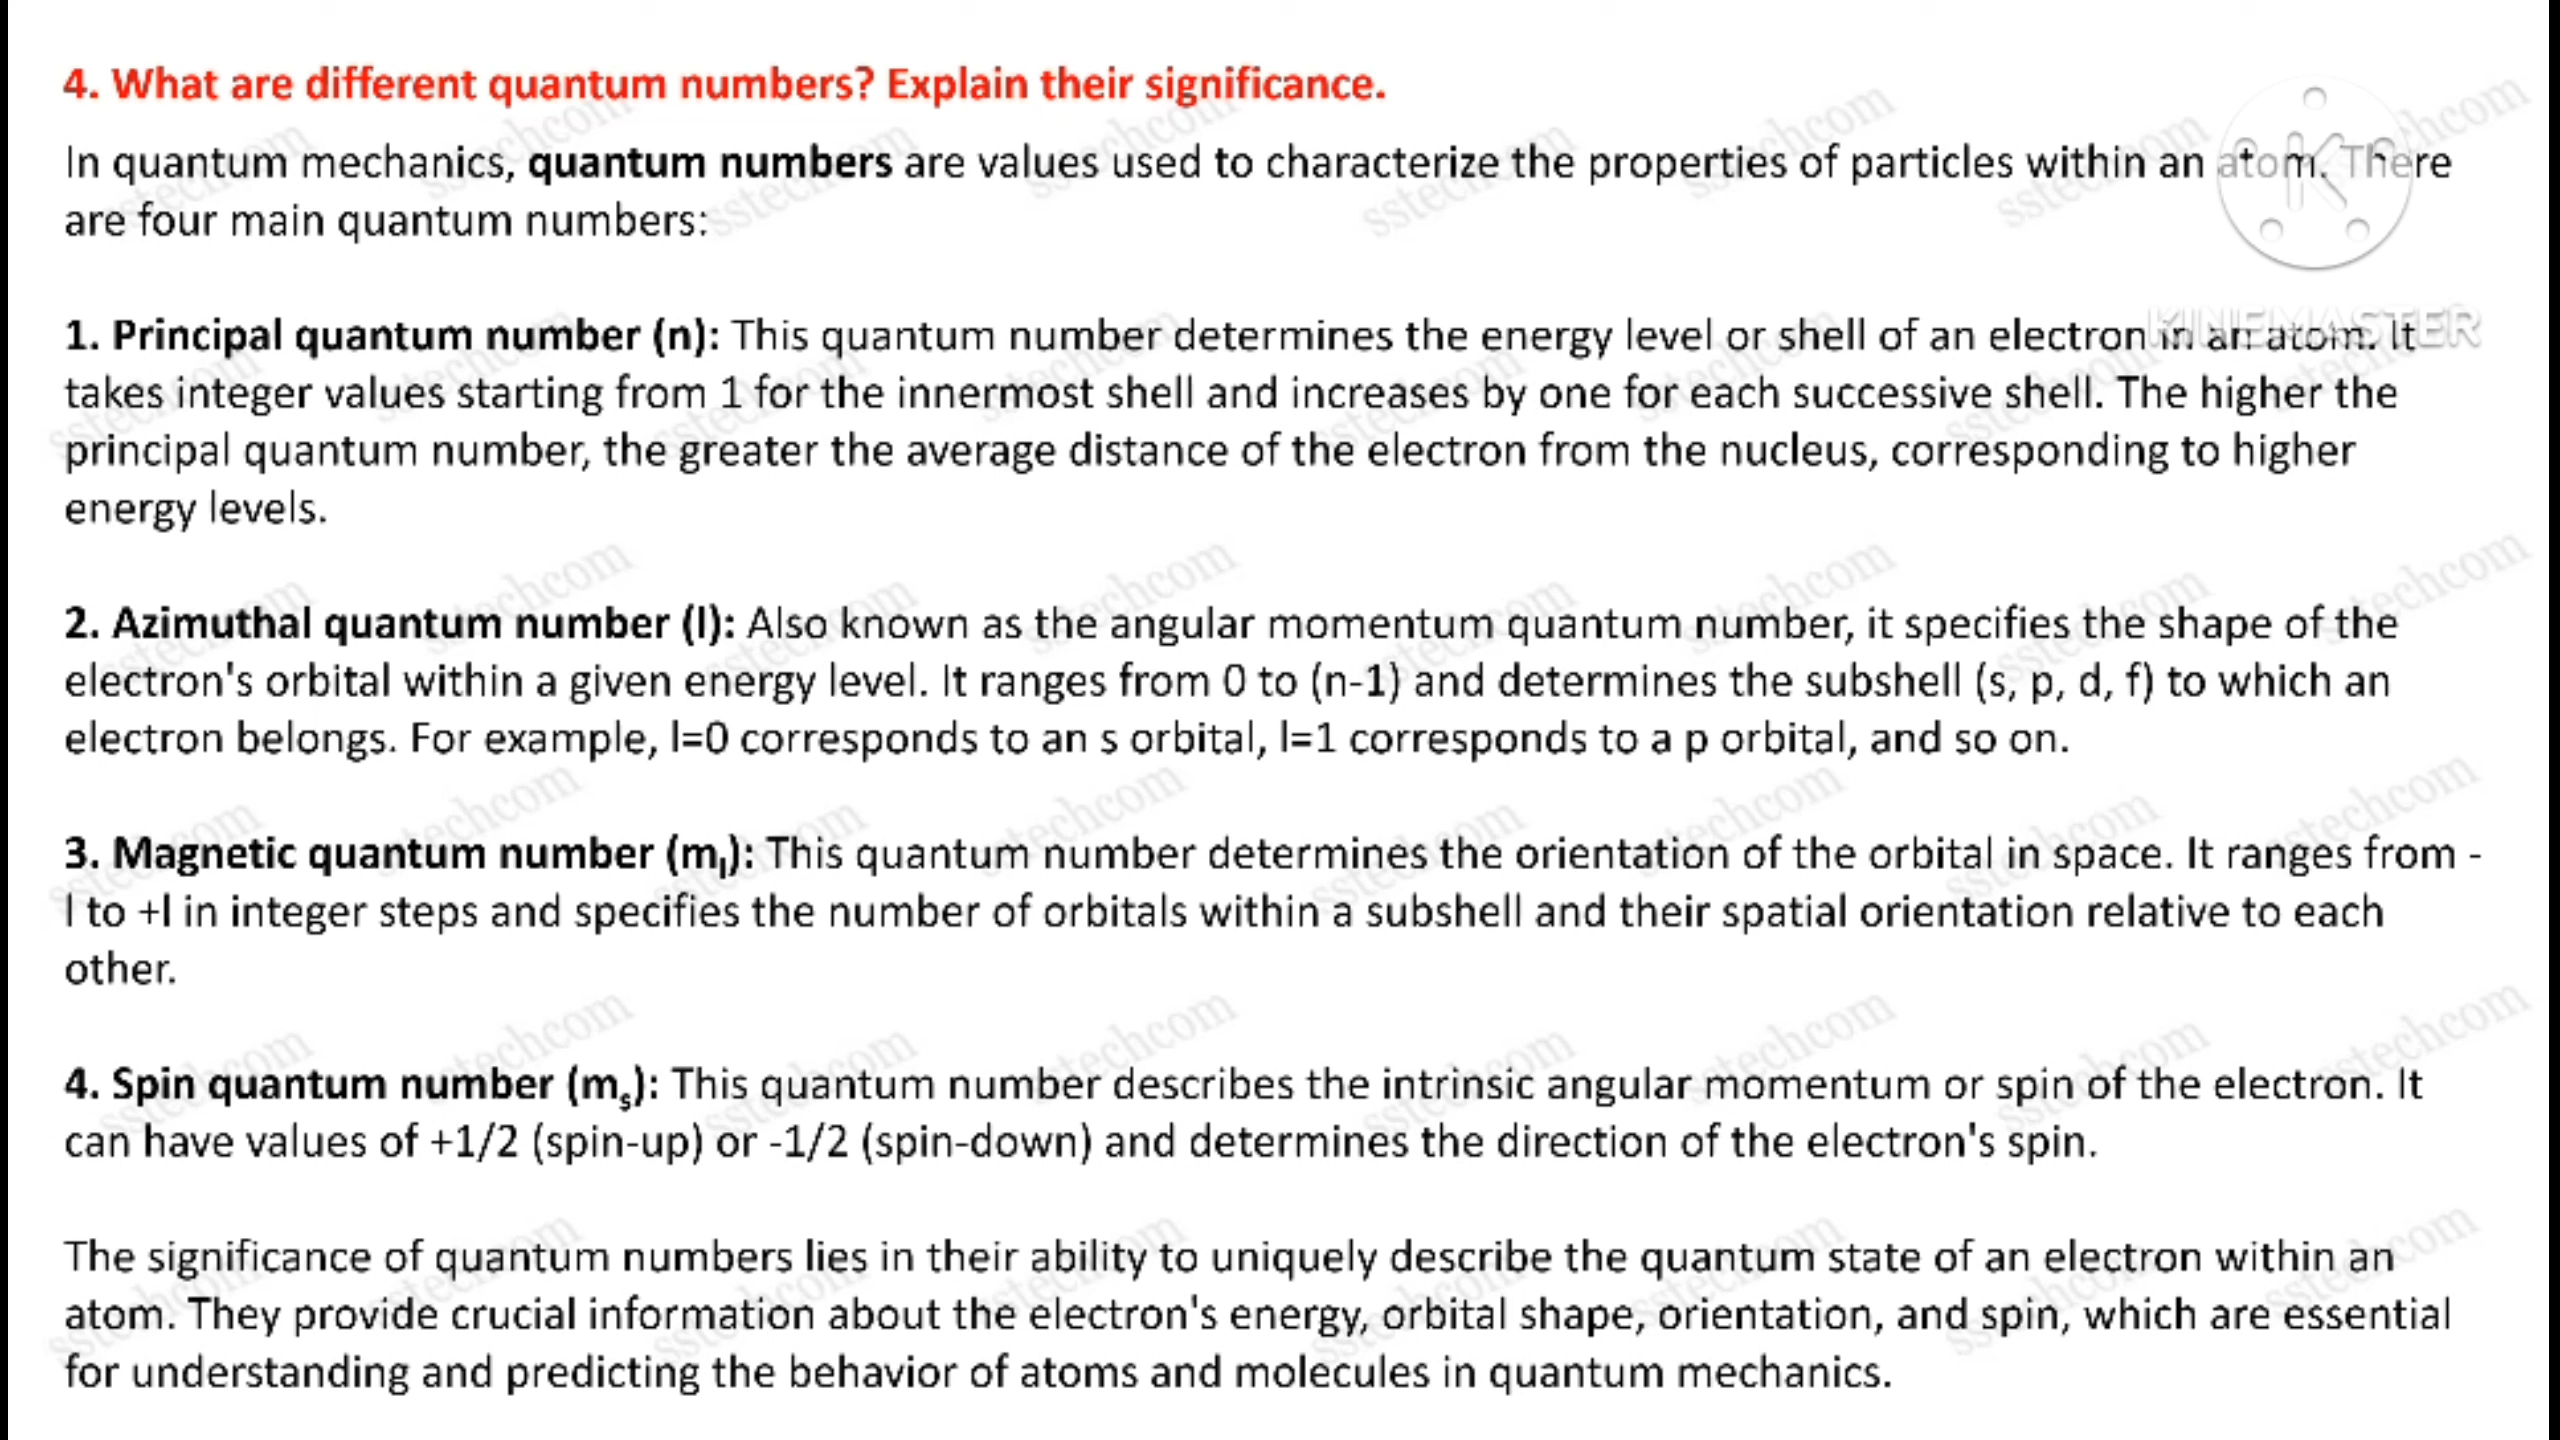 4. What are different quantum numbers? Explain their significance.
In quantum mechanics, quantum numbers are values used to characterize the properties of particles within an atom. There
are four main quantum numbers:
KINEMASTER
1. Principal quantum number (n): This quantum number determines the energy level or shell of an electron in an atom. It
takes integer values starting from 1 for the innermost shell and increases by one for each successive shell. The higher the
principal quantum number, the greater the average distance of the electron from the nucleus, corresponding to higher
energy levels.
2. Azimuthal quantum number (l): Also known as the angular momentum quantum number, it specifies the shape of the
electron's orbital within a given energy level. It ranges from 0 to (n-1) and determines the subshell (s, p, d, f) to which an
electron belongs. For example, l=0 corresponds to an s orbital, l=1 corresponds to a p orbital, and so on.
3. Magnetic quantum number (mₗ): This quantum number determines the orientation of the orbital in space. It ranges from -
l to +l in integer steps and specifies the number of orbitals within a subshell and their spatial orientation relative to each
other.
4. Spin quantum number (mₛ): This quantum number describes the intrinsic angular momentum or spin of the electron. It
can have values of +1/2 (spin-up) or -1/2 (spin-down) and determines the direction of the electron's spin.
The significance of quantum numbers lies in their ability to uniquely describe the quantum state of an electron within an
atom. They provide crucial information about the electron's energy, orbital shape, orientation, and spin, which are essential
for understanding and predicting the behavior of atoms and molecules in quantum mechanics.
sstechcom